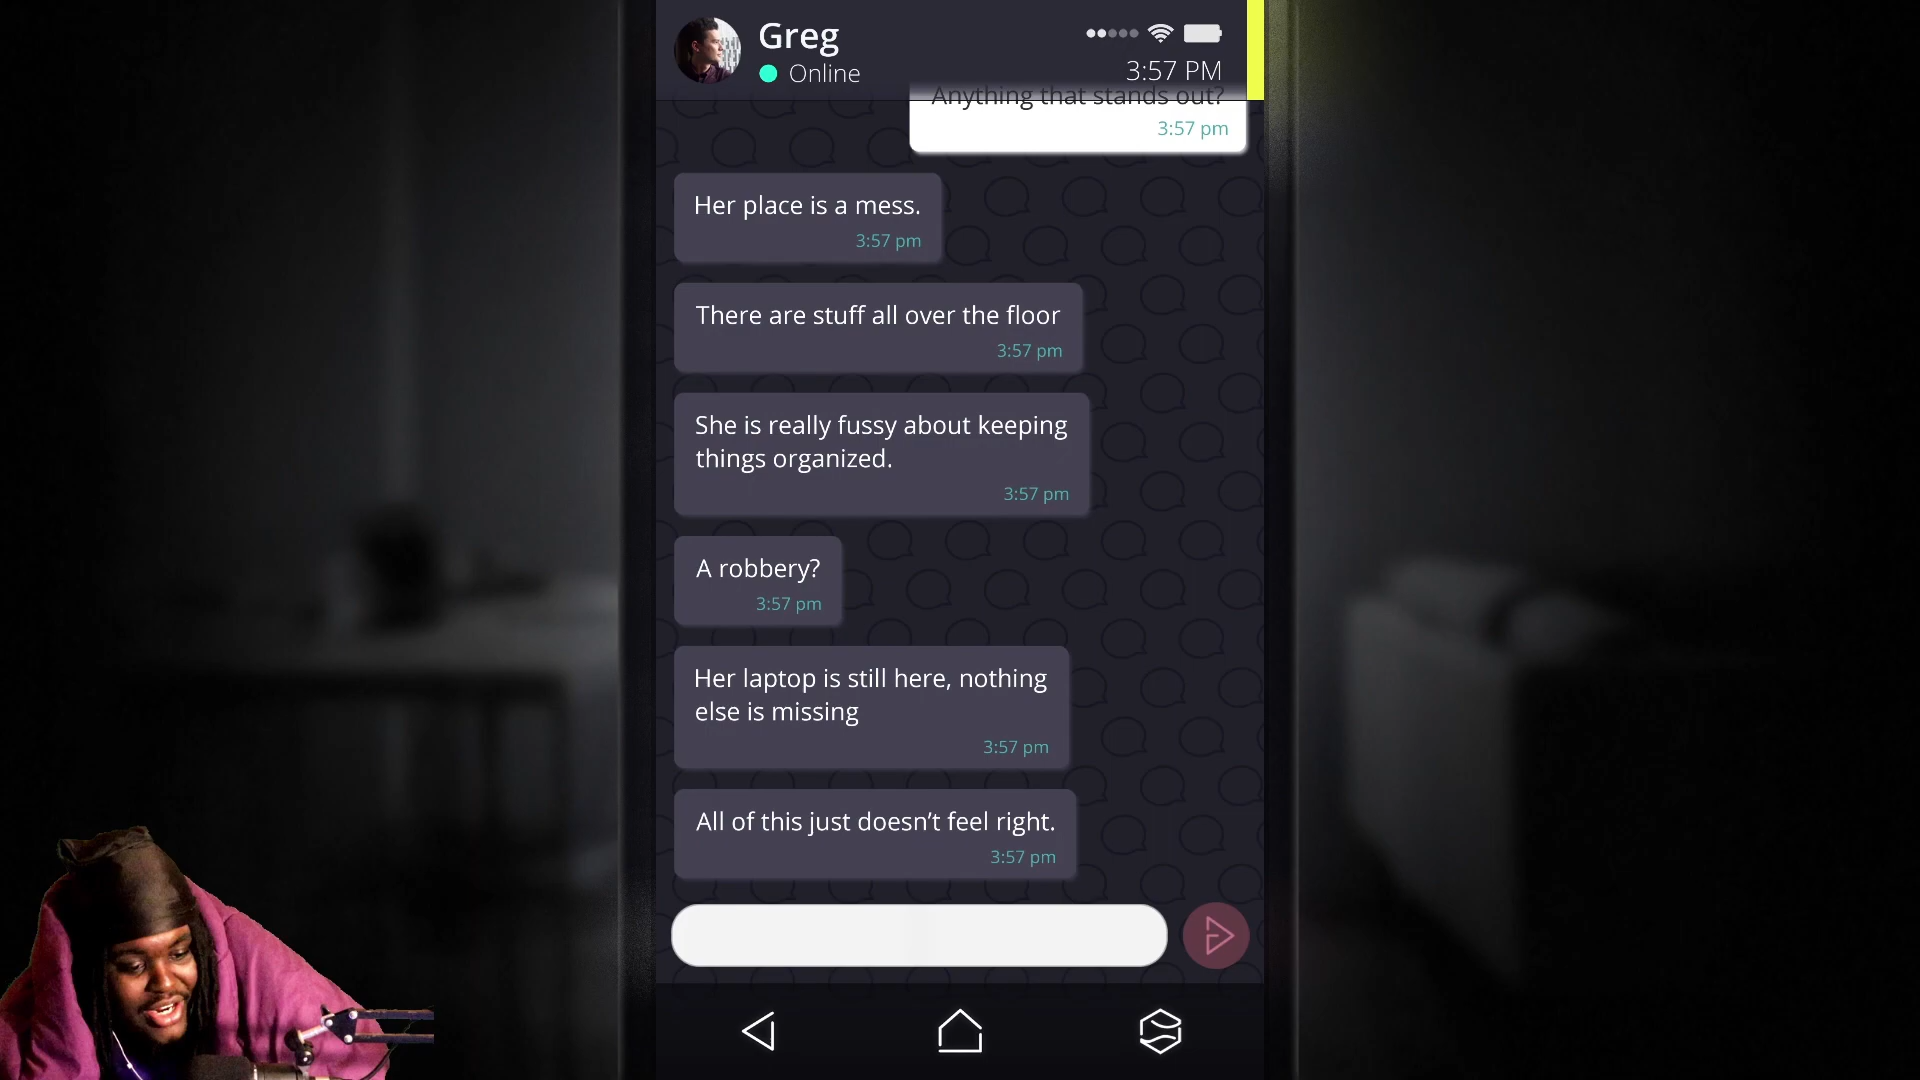 Greg
Online
3:57 PM
Anything that stands out?
3:57 pm
Her place is a mess.
3:57 pm
There are stuff all over the floor
3:57 pm
She is really fussy about keeping
things organized.
3:57 pm
A robbery?
3:57 pm
Her laptop is still here, nothing
else is missing
3:57 pm
All of this just doesn’t feel right.
3:57 pm